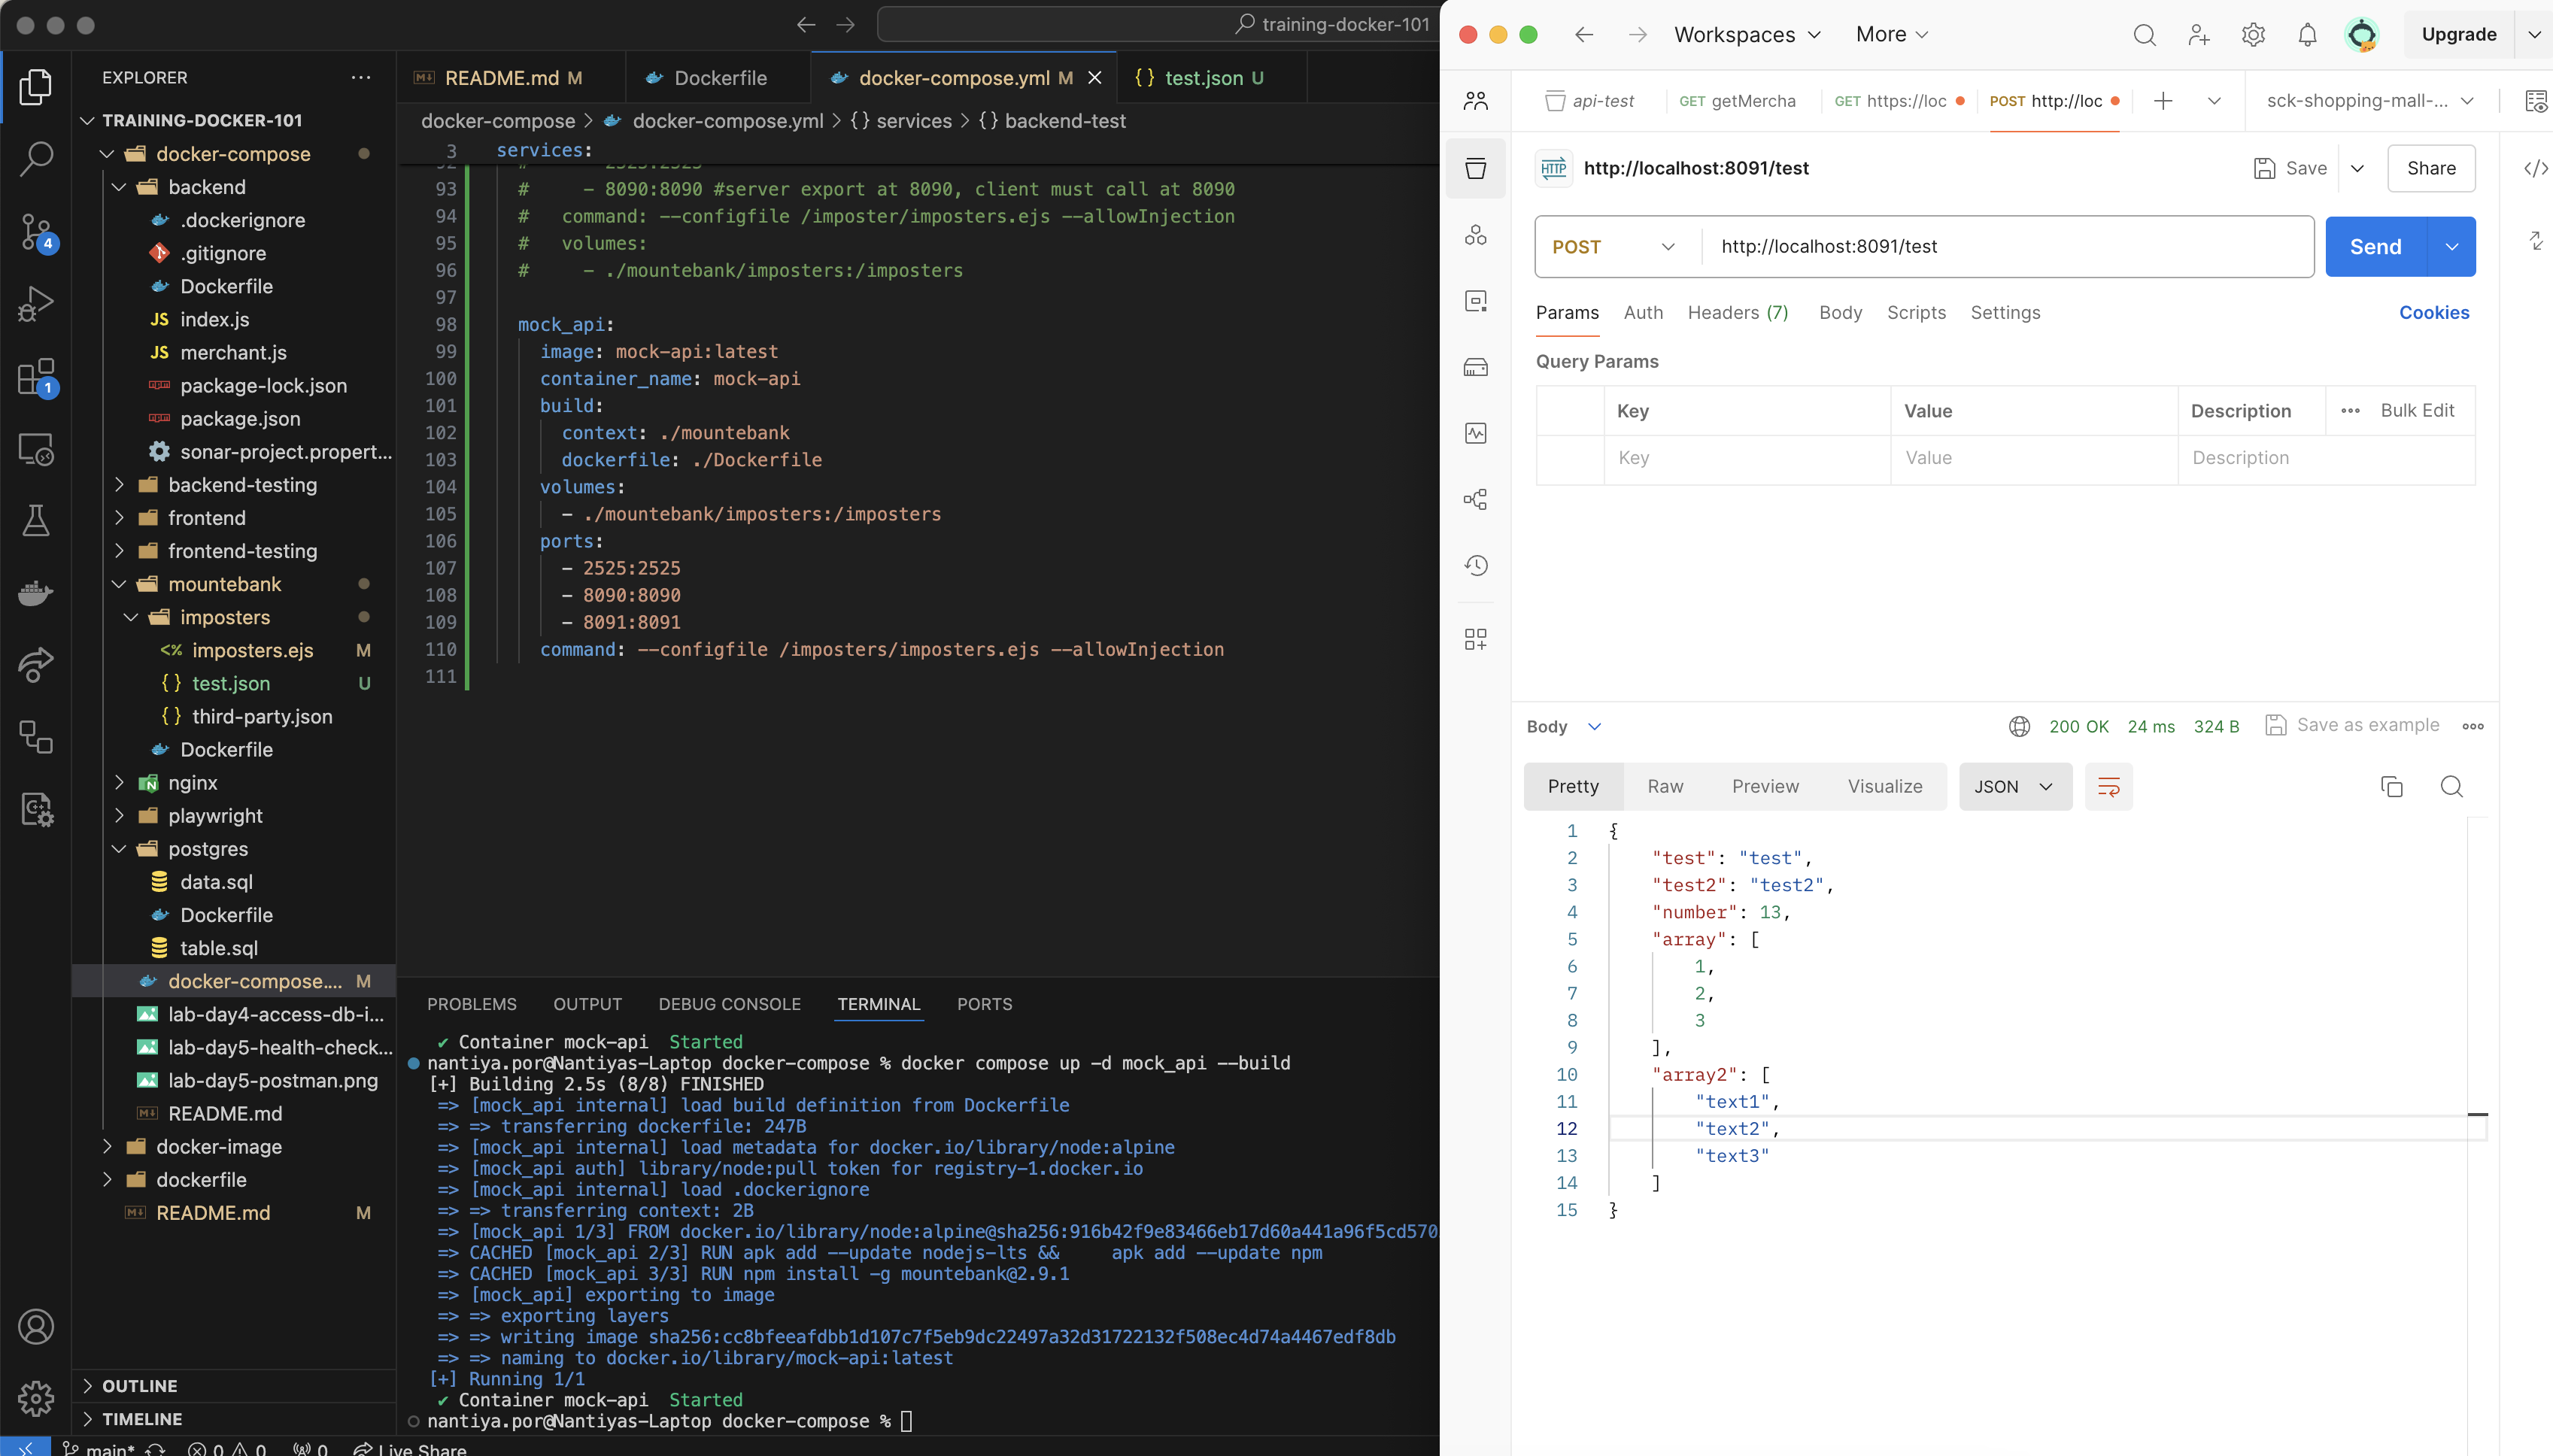 training-docker-101
EXPLORER
TRAINING-DOCKER-101
docker-compose
backend
.dockerignore
.gitignore
Dockerfile
JS index.js
JS merchant.js
package-lock.json
package.json
sonar-project.propert...
backend-testing
frontend
frontend-testing
mountebank
imposters
<% imposters.ejs M
{} test.json U
{} third-party.json
Dockerfile
nginx
playwright
postgres
data.sql
Dockerfile
table.sql
docker-compose.... M
lab-day4-access-db-i...
lab-day5-health-check...
lab-day5-postman.png
README.md
docker-image
dockerfile
README.md M
OUTLINE
TIMELINE
4
1
README.md M
Dockerfile
docker-compose.yml M
{} test.json U
docker-compose > docker-compose.yml > {} services > {} backend-test
3 services:
93 #     - 8090:8090 #server export at 8090, client must call at 8090
94 #   command: --configfile /imposter/imposters.ejs --allowInjection
95 #   volumes:
96 #     - ./mountebank/imposters:/imposters
97
98 mock_api:
99 image: mock-api:latest
100 container_name: mock-api
101 build:
102 context: ./mountebank
103 dockerfile: ./Dockerfile
104 volumes:
105 - ./mountebank/imposters:/imposters
106 ports:
107 - 2525:2525
108 - 8090:8090
109 - 8091:8091
110 command: --configfile /imposters/imposters.ejs --allowInjection
111
PROBLEMS OUTPUT DEBUG CONSOLE TERMINAL PORTS
✔ Container mock-api  Started
nantiya.por@Nantiyas-Laptop docker-compose % docker compose up -d mock_api --build
[+] Building 2.5s (8/8) FINISHED
=> [mock_api internal] load build definition from Dockerfile
=> => transferring dockerfile: 247B
=> [mock_api internal] load metadata for docker.io/library/node:alpine
=> [mock_api auth] library/node:pull token for registry-1.docker.io
=> [mock_api internal] load .dockerignore
=> => transferring context: 2B
=> [mock_api 1/3] FROM docker.io/library/node:alpine@sha256:916b42f9e83466eb17d60a441a96f5cd570
=> CACHED [mock_api 2/3] RUN apk add --update nodejs-lts &&     apk add --update npm
=> CACHED [mock_api 3/3] RUN npm install -g mountebank@2.9.1
=> [mock_api] exporting to image
=> => exporting layers
=> => writing image sha256:cc8bfeeafdbb1d107c7f5eb9dc22497a32d31722132f508ec4d74a4467edf8db
=> => naming to docker.io/library/mock-api:latest
[+] Running 1/1
✔ Container mock-api  Started
nantiya.por@Nantiyas-Laptop docker-compose %
main* 0 0 0 Live Share
Workspaces More Upgrade
api-test GET getMercha GET https://loc POST http://loc sck-shopping-mall-...
HTTP http://localhost:8091/test Save Share
POST http://localhost:8091/test Send
Params Auth Headers (7) Body Scripts Settings Cookies
Query Params
Key Value Description Bulk Edit
Key Value Description
Body 200 OK 24 ms 324 B Save as example
Pretty Raw Preview Visualize JSON
1 {
2 "test": "test",
3 "test2": "test2",
4 "number": 13,
5 "array": [
6 1,
7 2,
8 3
9 ],
10 "array2": [
11 "text1",
12 "text2",
13 "text3"
14 ]
15 }